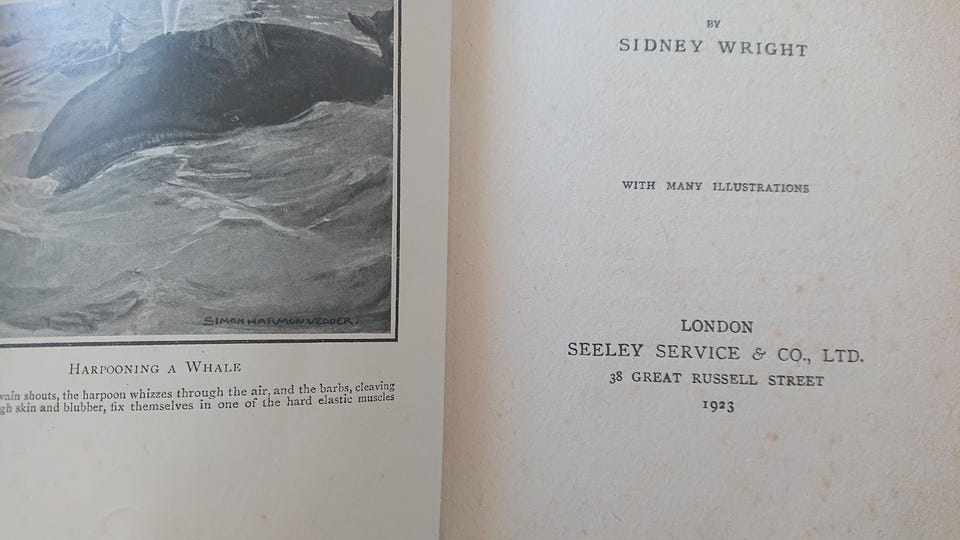 SIMON HARMON VEDDER.
HARPOONING A WHALE
shouts, the harpoon whizzes through the air, and the barbs, cleaving
skin and blubber, fix themselves in one of the hard elastic muscles
BY
SIDNEY WRIGHT
WITH MANY ILLUSTRATIONS
LONDON
SEELEY SERVICE & CO., LTD.
38 GREAT RUSSELL STREET
1923